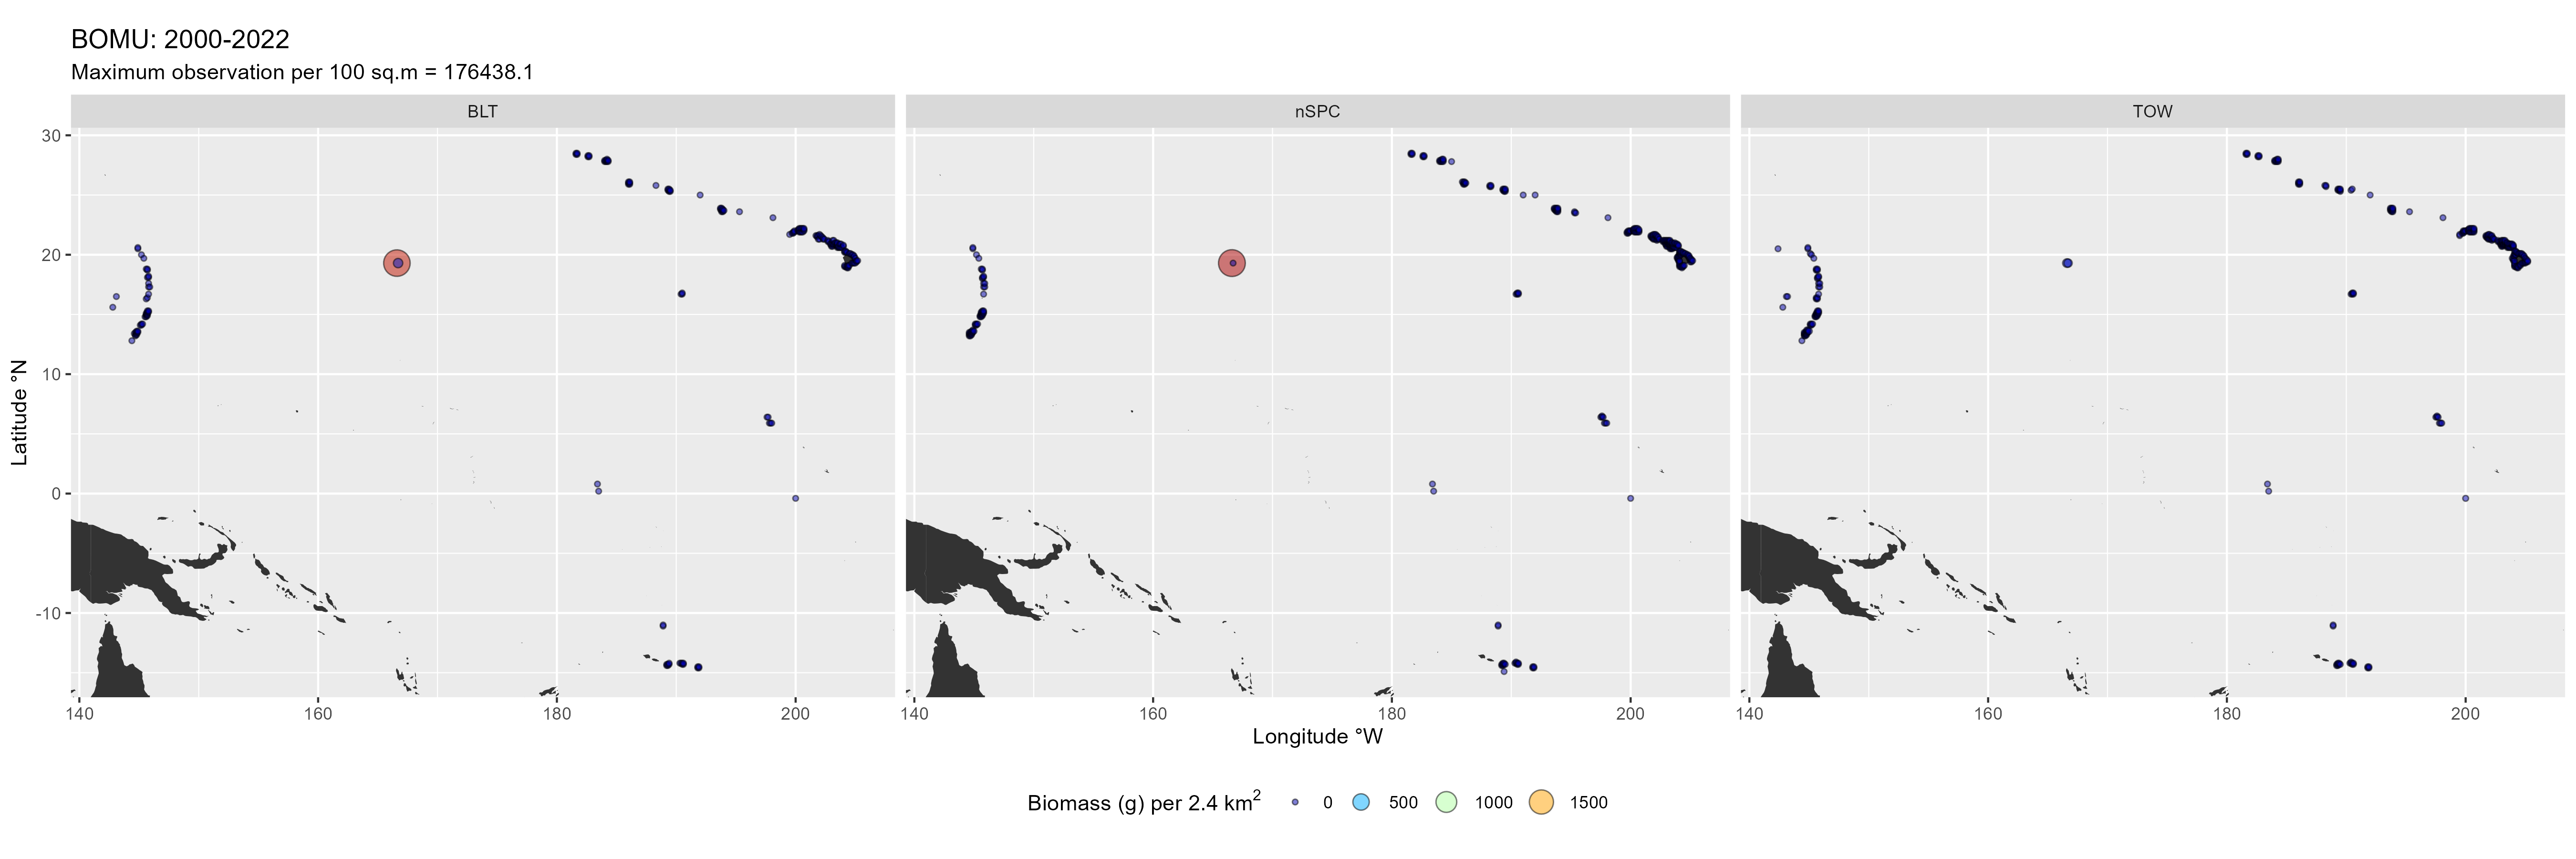 BOMU: 2000-2022
Maximum observation per 100 sq.m = 176438.1
BLT
nSPC
TOW
Latitude °N
30
20
10
0
-10
140
160
180
200
140
160
180
200
140
160
180
200
Longitude °W
Biomass (g) per 2.4 km²
0
500
1000
1500